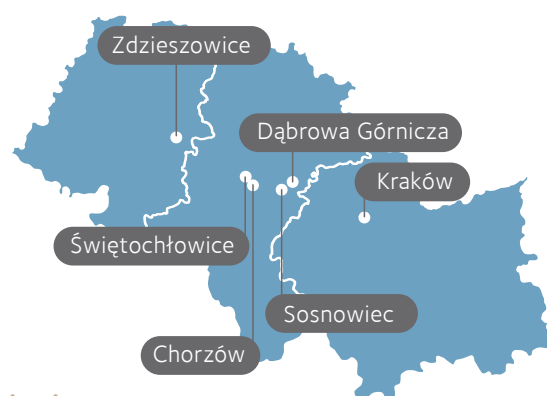 Zdzieszowice
Dąbrowa Górnicza
Kraków
Świętochłowice
Sosnowiec
Chorzów